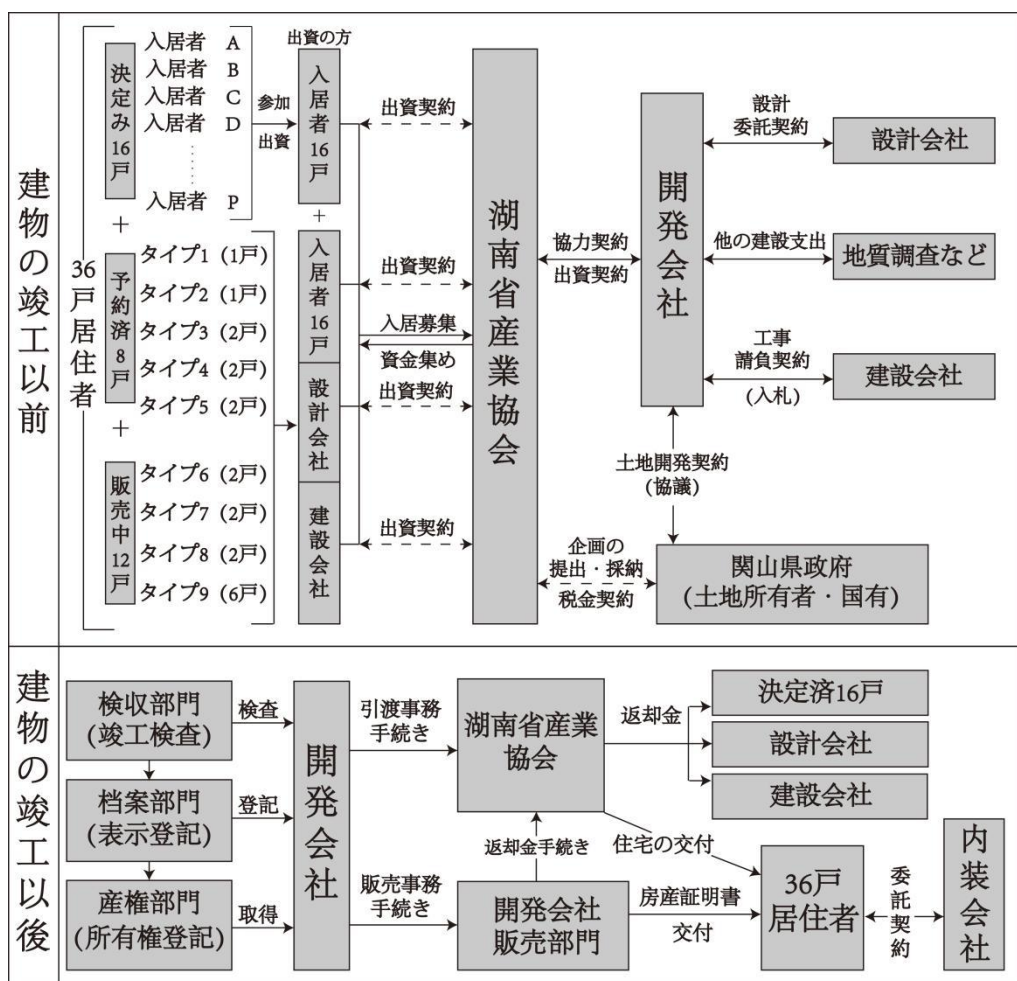 建物の竣工以前
36戸居住者
決定み16戸
入居者 A
入居者 B
入居者 C
入居者 D
入居者 P
+
予約済8戸
タイプ1 (1戸)
タイプ2 (1戸)
タイプ3 (2戸)
タイプ4 (2戸)
タイプ5 (2戸)
+
販売中12戸
タイプ6 (2戸)
タイプ7 (2戸)
タイプ8 (2戸)
タイプ9 (6戸)
参加
出資
出資の方
入居者16戸
+
入居者16戸
設計会社
建設会社
出資契約
出資契約
入居募集
資金集め
出資契約
出資契約
湖南省産業協会
協力契約
出資契約
開発会社
設計
委託契約
設計会社
他の建設支出
地質調査など
工事
請負契約
(入札)
建設会社
土地開発契約
(協議)
企画の
提出・採納
税金契約
関山県政府
(土地所有者・国有)
建物の竣工以後
検収部門
(竣工検査)
検査
档案部門
(表示登記)
登記
産権部門
(所有権登記)
取得
開発会社
引渡事務
手続き
販売事務
手続き
湖南省産業
協会
返却金手続き
開発会社
販売部門
返却金
決定済16戸
設計会社
建設会社
住宅の交付
房産証明書
交付
36戸
居住者
委託契約
内装会社